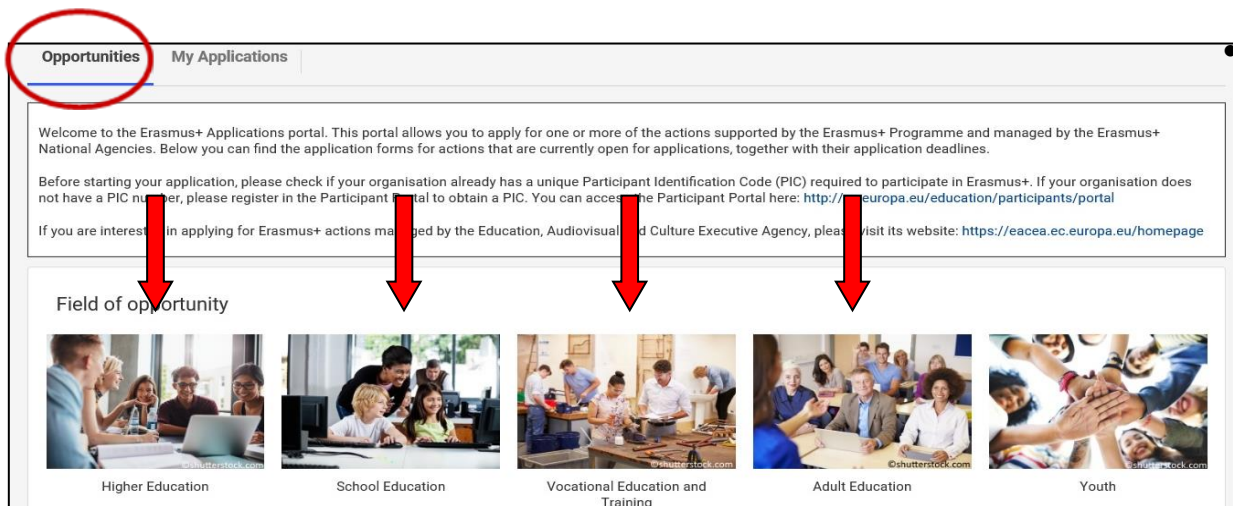 Opportunities My Applications
Welcome to the Erasmus+ Applications portal. This portal allows you to apply for one or more of the actions supported by the Erasmus+ Programme and managed by the Erasmus+
National Agencies. Below you can find the application forms for actions that are currently open for applications, together with their application deadlines.
Before starting your application, please check if your organisation already has a unique Participant Identification Code (PIC) required to participate in Erasmus+. If your organisation does
not have a PIC number, please register in the Participant Portal to obtain a PIC. You can access the Participant Portal here: europa.eu/education/participants/portal
If you are interested in applying for Erasmus+ actions managed by the Education, Audiovisual and Culture Executive Agency, please visit its website: https://eacea.ec.europa.eu/homepage
Field of opportunity
©shutterstock.com ©shutterstock.com ©shutterstock.com ©shutterstock.com ©shutterstock.com
Higher Education School Education Vocational Education and Adult Education Youth
Training